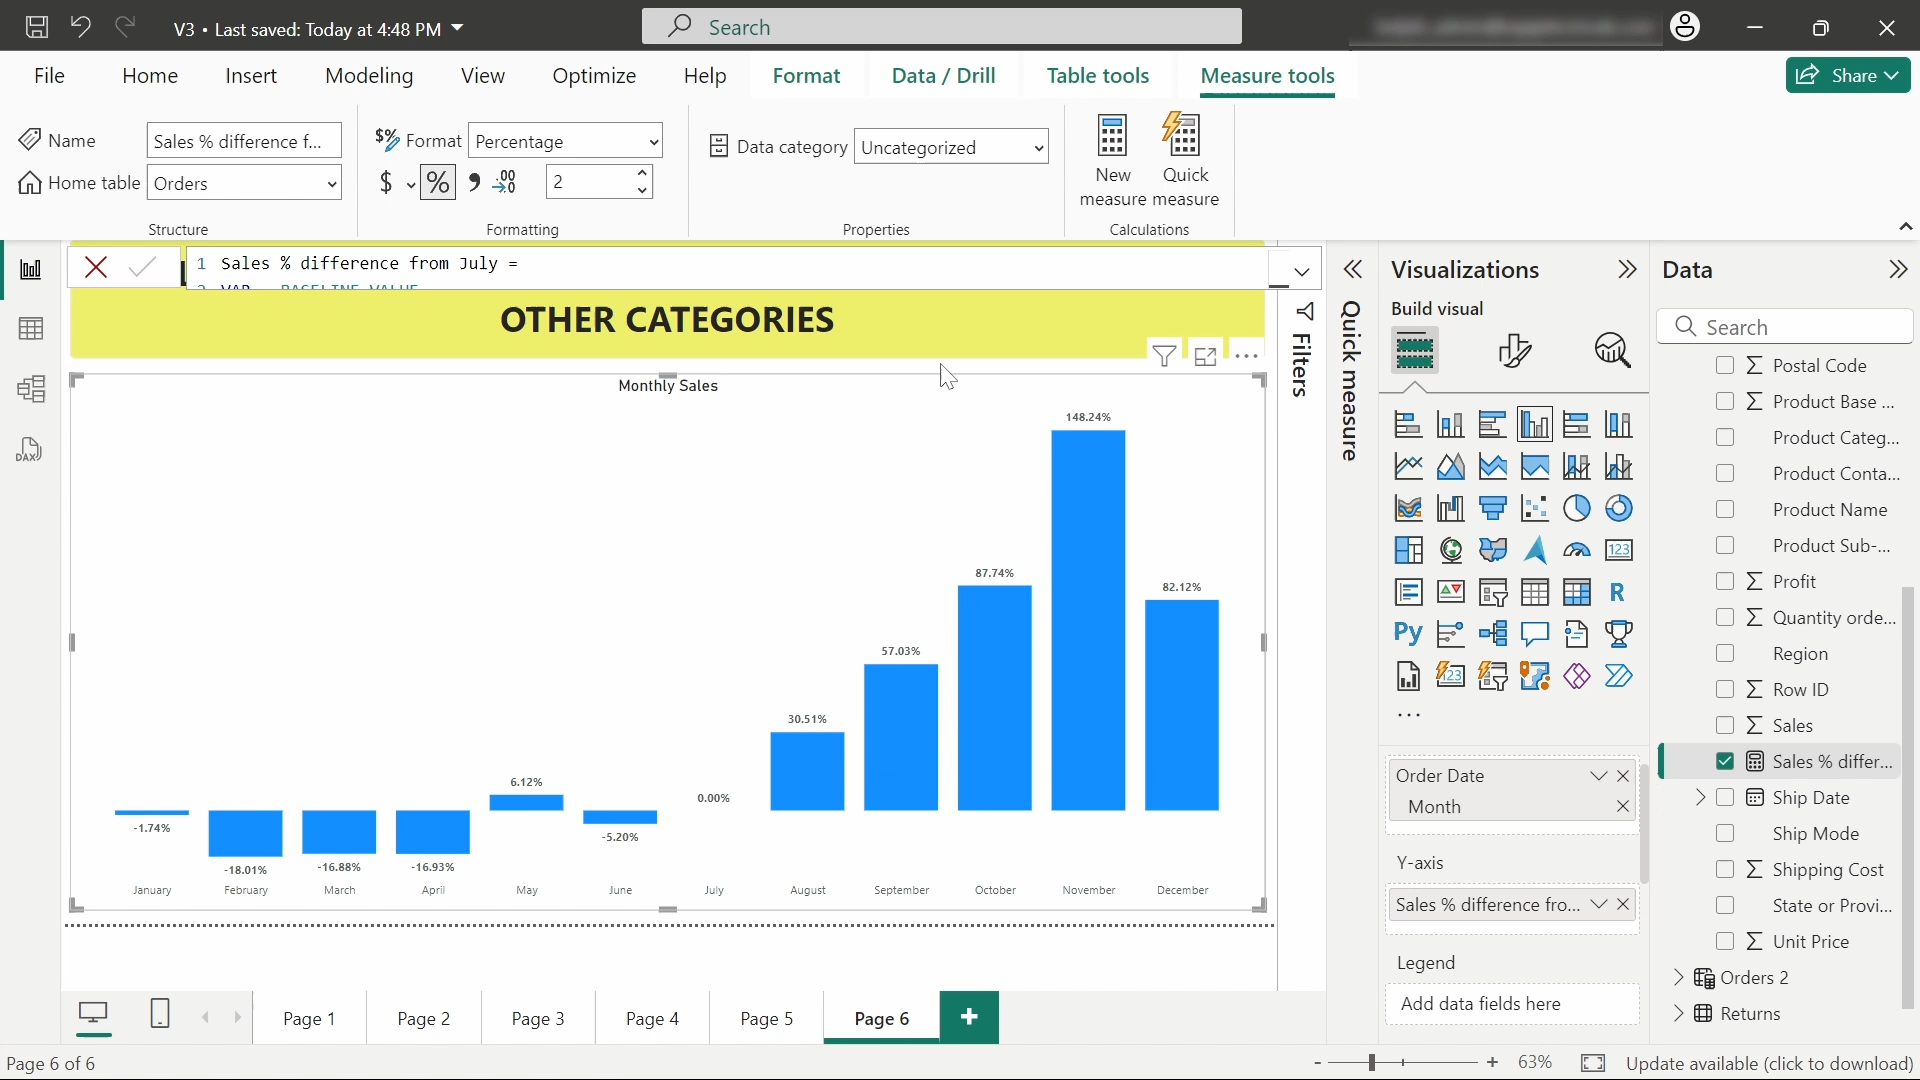 V3 • Last saved: Today at 4:48 PM
Search
File
Home
Insert
Modeling
View
Optimize
Help
Format
Data / Drill
Table tools
Measure tools
Share
Name
Sales % difference f...
Home table
Orders
Structure
$% Format
Percentage
$
%
2
Formatting
Data category
Uncategorized
Properties
New
measure
Quick
measure
Calculations
1 Sales % difference from July =
OTHER CATEGORIES
Monthly Sales
148.24%
87.74%
82.12%
57.03%
30.51%
6.12%
0.00%
-1.74%
-5.20%
-18.01%
-16.88%
-16.93%
January
February
March
April
May
June
July
August
September
October
November
December
Filters
Quick measure
Visualizations
Build visual
123
R
Py
123
...
Order Date
Month
Y-axis
Sales % difference fro...
Legend
Add data fields here
Data
Search
Postal Code
Product Base ...
Product Categ...
Product Conta...
Product Name
Product Sub-...
Profit
Quantity orde...
Region
Row ID
Sales
Sales % differ...
Ship Date
Ship Mode
Shipping Cost
State or Provi...
Unit Price
Orders 2
Returns
DAX
Page 1
Page 2
Page 3
Page 4
Page 5
Page 6
+
Page 6 of 6
- + 63%
Update available (click to download)